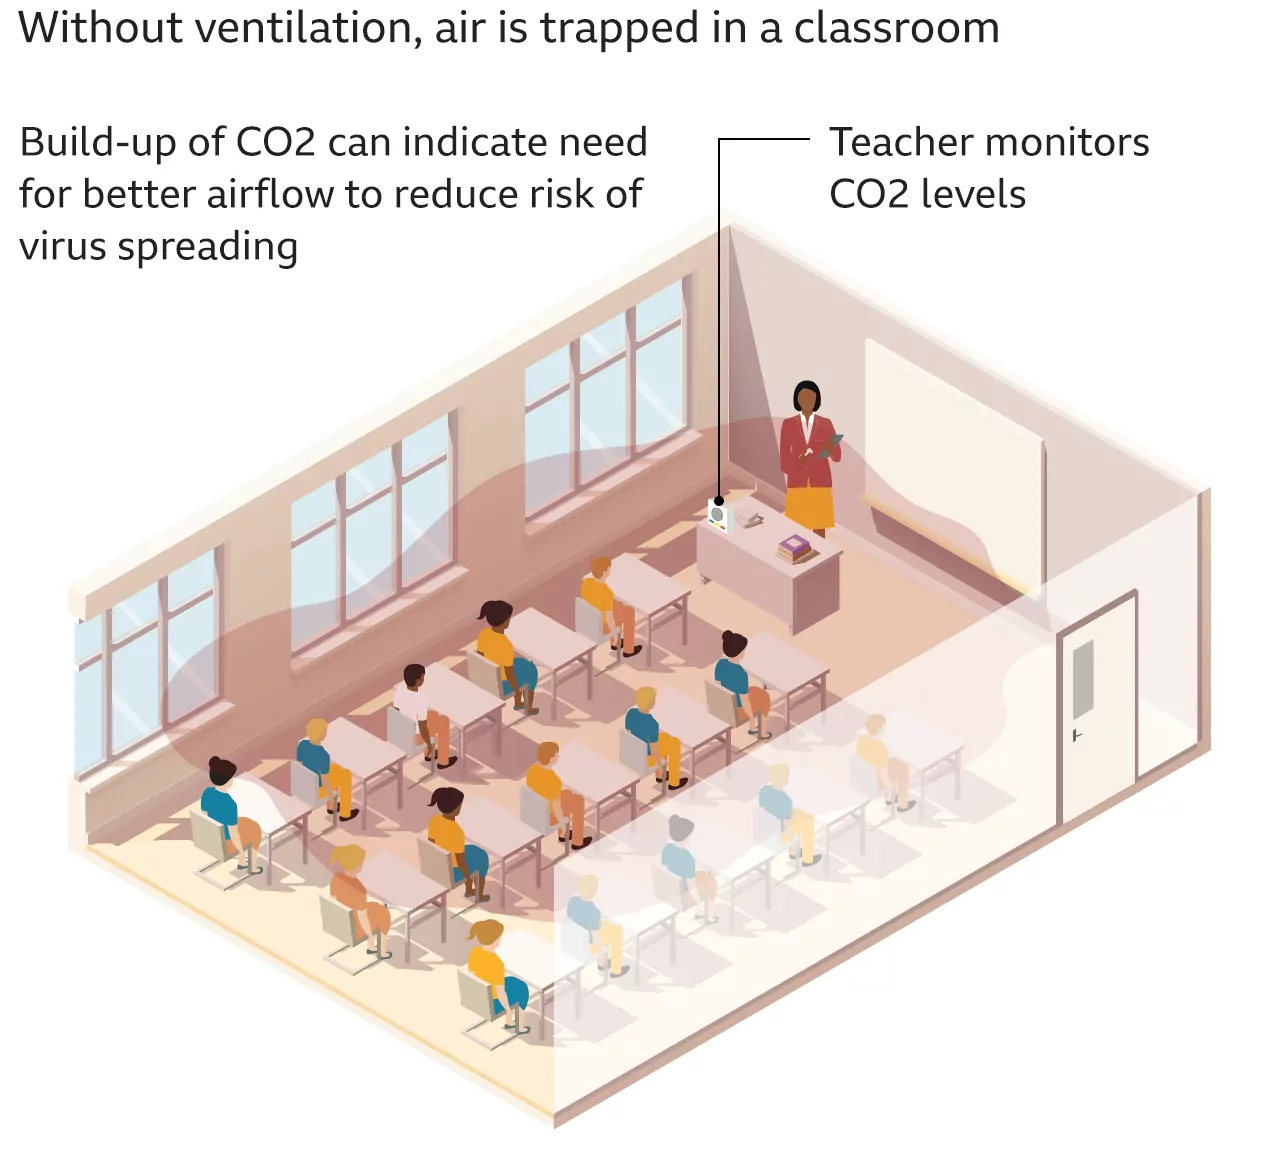 Without ventilation, air is trapped in a classroom
Build-up of CO2 can indicate need
for better airflow to reduce risk of
virus spreading
Teacher monitors
CO2 levels